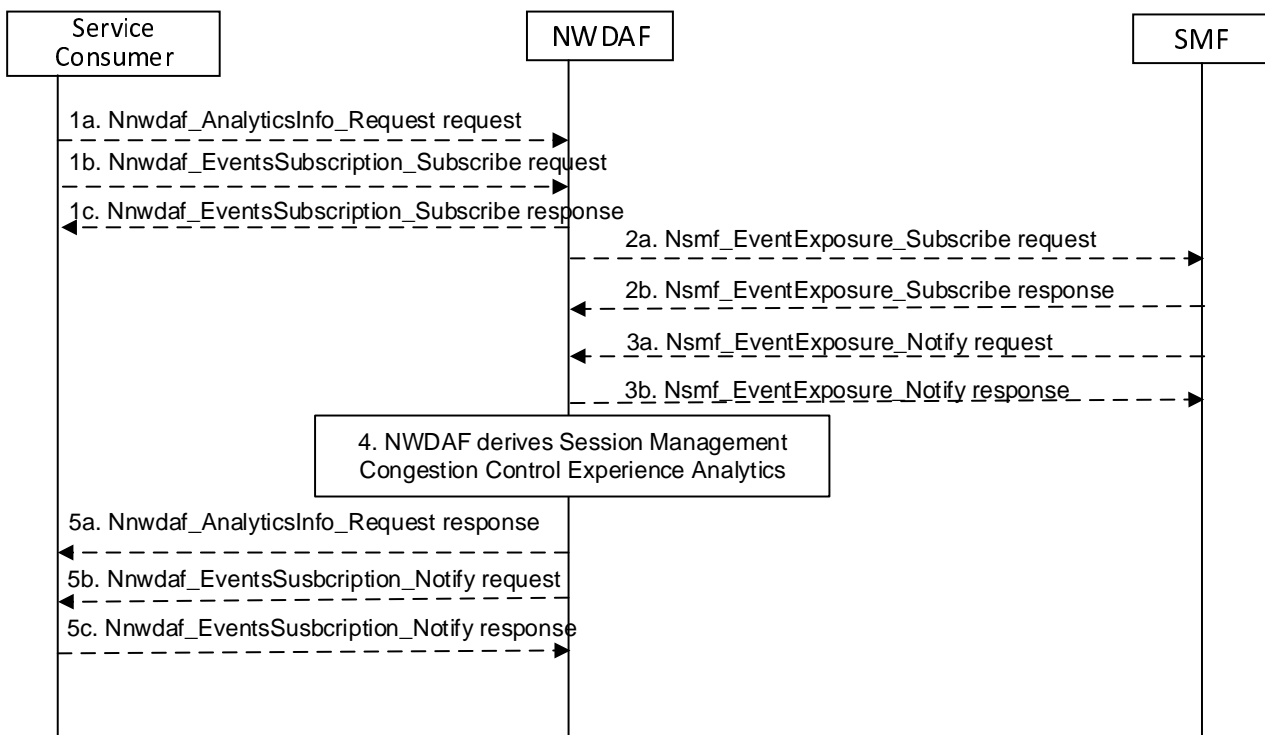 Service
Consumer
NWDAF
SMF
1a. Nnwdaf_AnalyticsInfo_Request request
1b. Nnwdaf_EventsSubscription_Subscribe request
1c. Nnwdaf_EventsSubscription_Subscribe response
2a. Nsmf_EventExposure_Subscribe request
2b. Nsmf_EventExposure_Subscribe response
3a. Nsmf_EventExposure_Notify request
3b. Nsmf_EventExposure_Notify response
4. NWDAF derives Session Management
Congestion Control Experience Analytics
5a. Nnwdaf_AnalyticsInfo_Request response
5b. Nnwdaf_EventsSusbcription_Notify request
5c. Nnwdaf_EventsSusbcription_Notify response